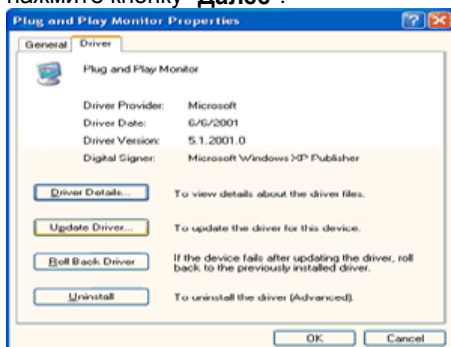 нажмите кнопку "Далее".
Plug and Play Monitor Properties
General Driver
Plug and Play Monitor
Driver Provider: Microsoft
Driver Date: 6/6/2001
Driver Version: 5.1.2001.0
Digital Signer: Microsoft Windows XP Publisher
Driver Details... To view details about the driver files.
Update Driver... To update the driver for this device.
Roll Back Driver If the device fails after updating the driver, roll
back to the previously installed driver.
Uninstall To uninstall the driver (Advanced).
OK Cancel